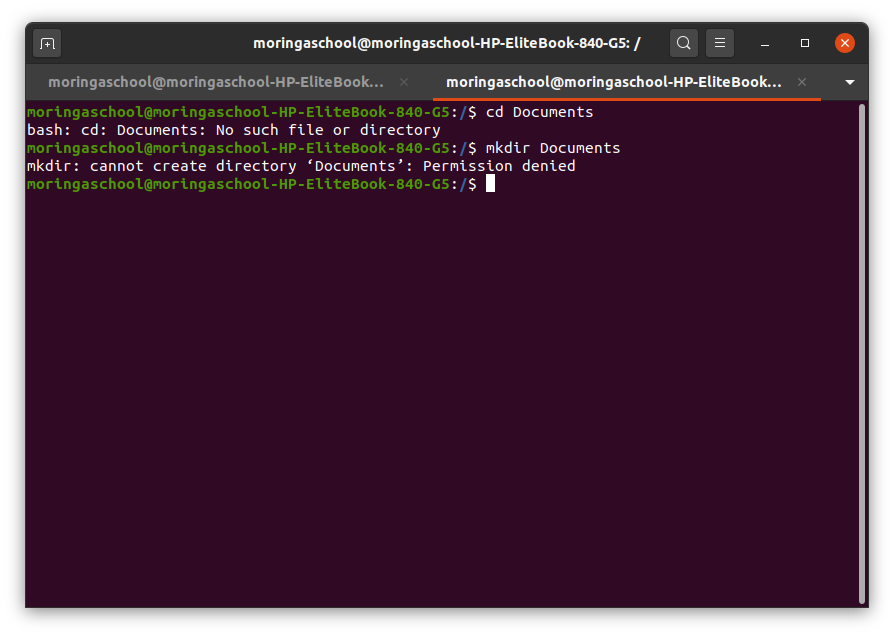 moringaschool@moringaschool-HP-EliteBook-840-G5: /
moringaschool@moringaschool-HP-EliteBook...
moringaschool@moringaschool-HP-EliteBook...
moringaschool@moringaschool-HP-EliteBook-840-G5:/$ cd Documents
bash: cd: Documents: No such file or directory
moringaschool@moringaschool-HP-EliteBook-840-G5:/$ mkdir Documents
mkdir: cannot create directory ‘Documents’: Permission denied
moringaschool@moringaschool-HP-EliteBook-840-G5:/$